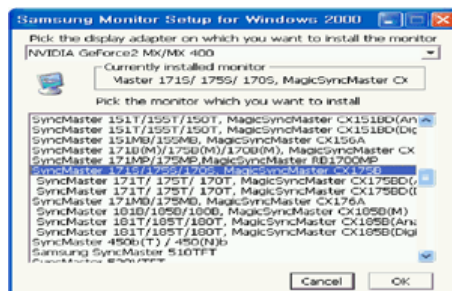 Samsung Monitor Setup for Windows 2000
Pick the display adapter on which you want to install the monitor
NVIDIA GeForce2 MX/MX 400
Currently installed monitor
Master 171S/ 175S/ 170S, MagicSyncMaster CX
Pick the monitor which you want to install
SyncMaster 151T/155T/150T, MagicSyncMaster CX151BD(Ana
SyncMaster 151T/155T/150T, MagicSyncMaster CX151BD(Dig
SyncMaster 151MB/155MB, MagicSyncMaster CX156A
SyncMaster 171B(M)/175B(M)/170B(M), MagicSyncMaster CX
SyncMaster 171MP/175MP,MagicSyncMaster RB1700MP
SyncMaster 171S/175S/170S, MagicSyncMaster CX175B
SyncMaster 171T/ 175T/ 170T, MagicSyncMaster CX175BD(
SyncMaster 171T/ 175T/ 170T, MagicSyncMaster CX175BD(
SyncMaster 171MB/175MB, MagicSyncMaster CX176A
SyncMaster 181B/185B/180B, MagicSyncMaster CX185B(M)
SyncMaster 181T/185T/180T, MagicSyncMaster CX185B(Ana
SyncMaster 181T/185T/180T, MagicSyncMaster CX185B(Digi
SyncMaster 450b(T) / 450(N)b
Samsung SyncMaster 510TFT
Cancel OK